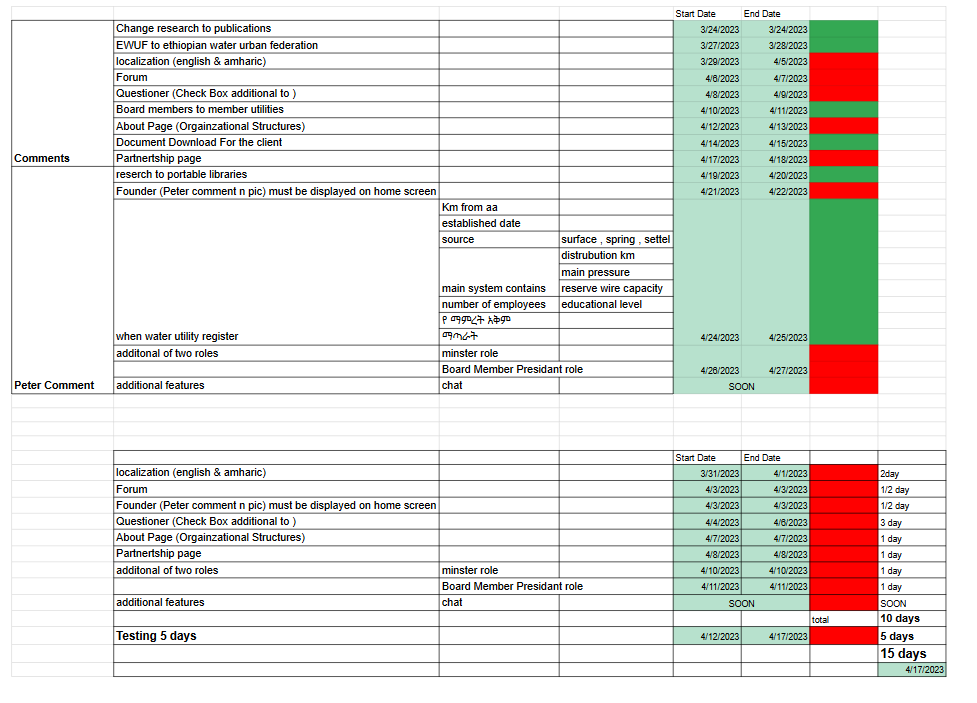 Start Date End Date
Change research to publications 3/24/2023 3/24/2023
EWUF to ethiopian water urban federation 3/27/2023 3/28/2023
localization (english & amharic) 3/29/2023 4/5/2023
Forum 4/6/2023 4/7/2023
Questioner (Check Box additional to ) 4/8/2023 4/9/2023
Board members to member utilities 4/10/2023 4/11/2023
About Page (Orgainzational Structures) 4/12/2023 4/13/2023
Document Download For the client 4/14/2023 4/15/2023
Comments Partnertship page 4/17/2023 4/18/2023
reserch to portable libraries 4/19/2023 4/20/2023
Founder (Peter comment n pic) must be displayed on home screen 4/21/2023 4/22/2023
Km from aa
established date
source surface , spring , settel
distrubution km
main pressure
main system contains reserve wire capacity
number of employees educational level
የ ማምረት አቅም
when water utility register ማጣራት 4/24/2023 4/25/2023
additonal of two roles minster role
Board Member Presidant role 4/26/2023 4/27/2023
Peter Comment additional features chat SOON
Start Date End Date
localization (english & amharic) 3/31/2023 4/1/2023 2day
Forum 4/3/2023 4/3/2023 1/2 day
Founder (Peter comment n pic) must be displayed on home screen 4/3/2023 4/3/2023 1/2 day
Questioner (Check Box additional to ) 4/4/2023 4/6/2023 3 day
About Page (Orgainzational Structures) 4/7/2023 4/7/2023 1 day
Partnertship page 4/8/2023 4/8/2023 1 day
additonal of two roles minster role 4/10/2023 4/10/2023 1 day
Board Member Presidant role 4/11/2023 4/11/2023 1 day
additional features chat SOON SOON
total 10 days
Testing 5 days 4/12/2023 4/17/2023 5 days
15 days
4/17/2023